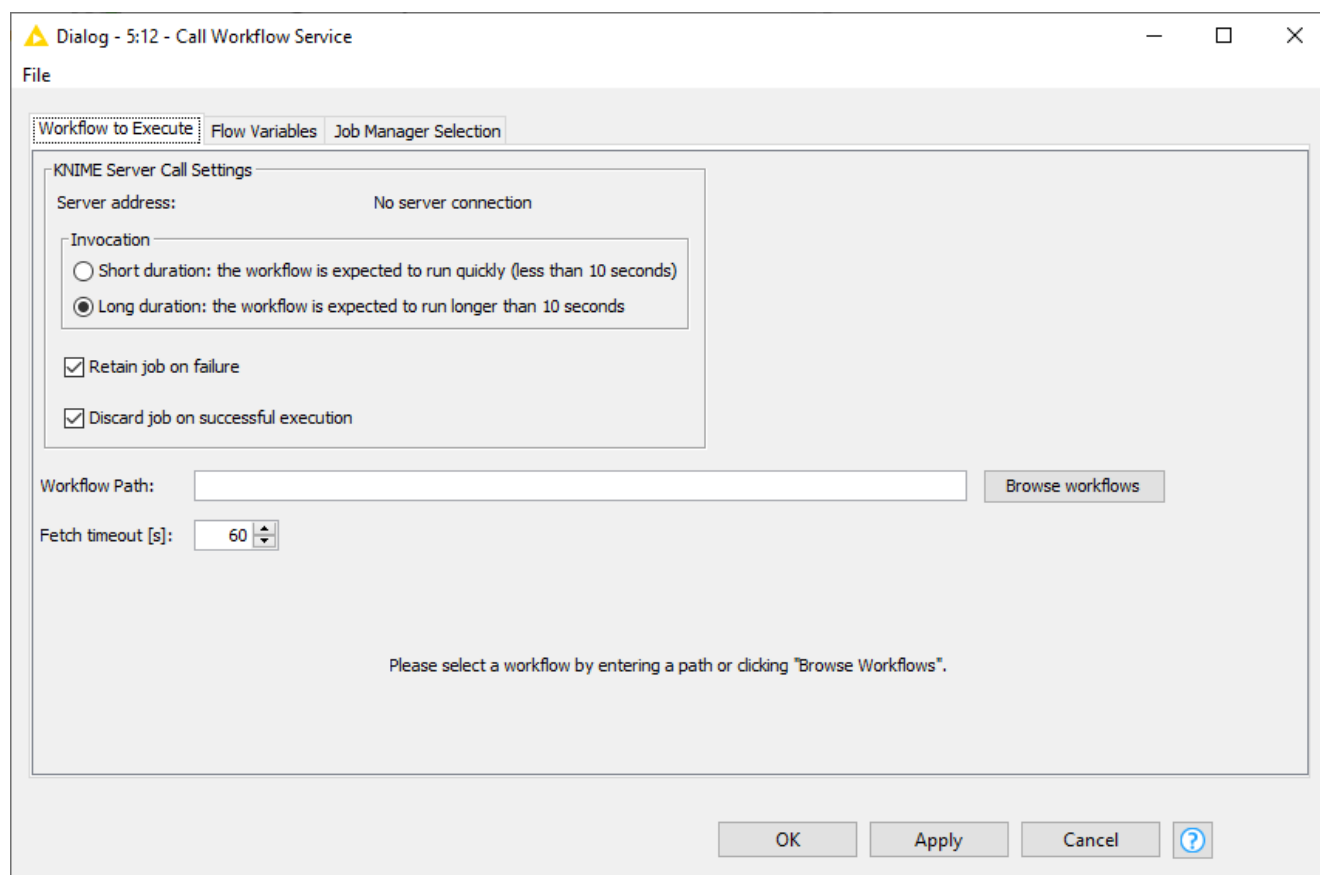 Dialog - 5:12 - Call Workflow Service
File
Workflow to Execute Flow Variables Job Manager Selection
KNIME Server Call Settings
Server address: No server connection
Invocation
Short duration: the workflow is expected to run quickly (less than 10 seconds)
Long duration: the workflow is expected to run longer than 10 seconds
Retain job on failure
Discard job on successful execution
Workflow Path: Browse workflows
Fetch timeout [s]: 60
Please select a workflow by entering a path or clicking "Browse Workflows".
OK Apply Cancel ?